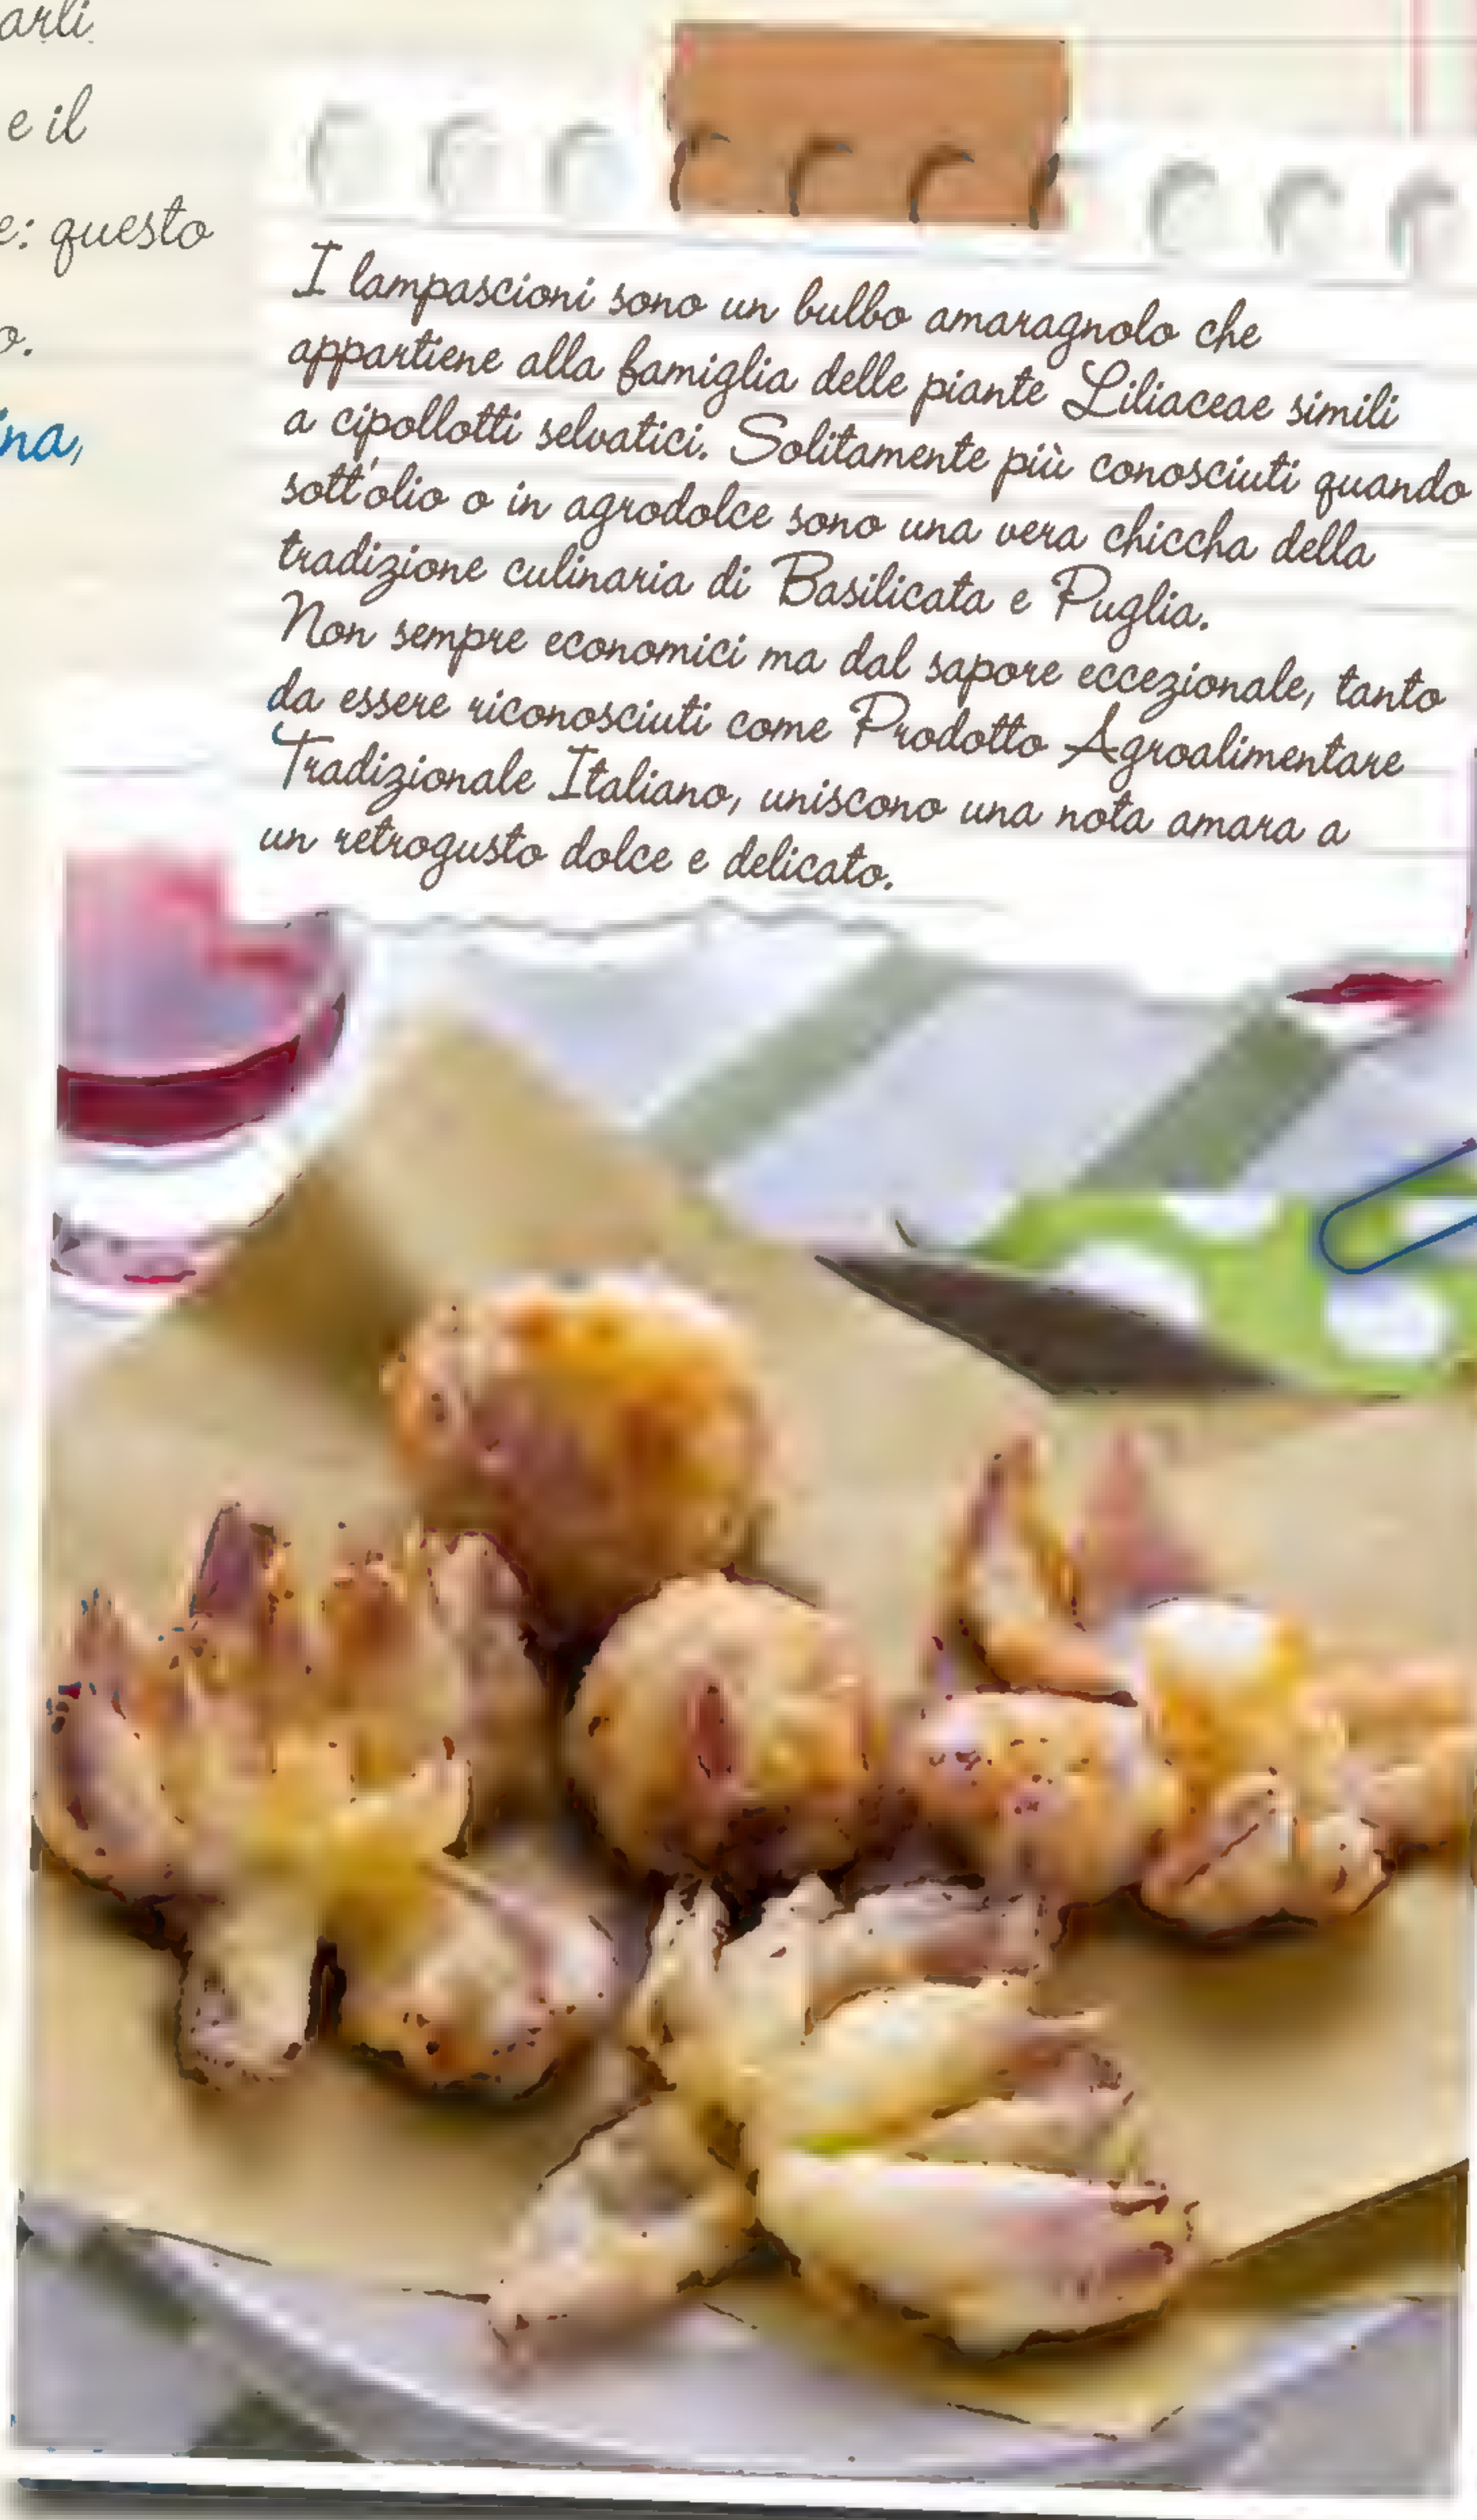 arli
e il
e: questo
o.
ina,
I lampascioni sono un bulbo amaragnolo che
appartiene alla famiglia delle piante Liliaceae simili
a cipollotti selvatici. Solitamente più conosciuti quando
sott'olio o in agrodolce sono una vera chiccha della
tradizione culinaria di Basilicata e Puglia.
Non sempre economici ma dal sapore eccezionale, tanto
da essere riconosciuti come Prodotto Agroalimentare
Tradizionale Italiano, uniscono una nota amara a
un retrogusto dolce e delicato.